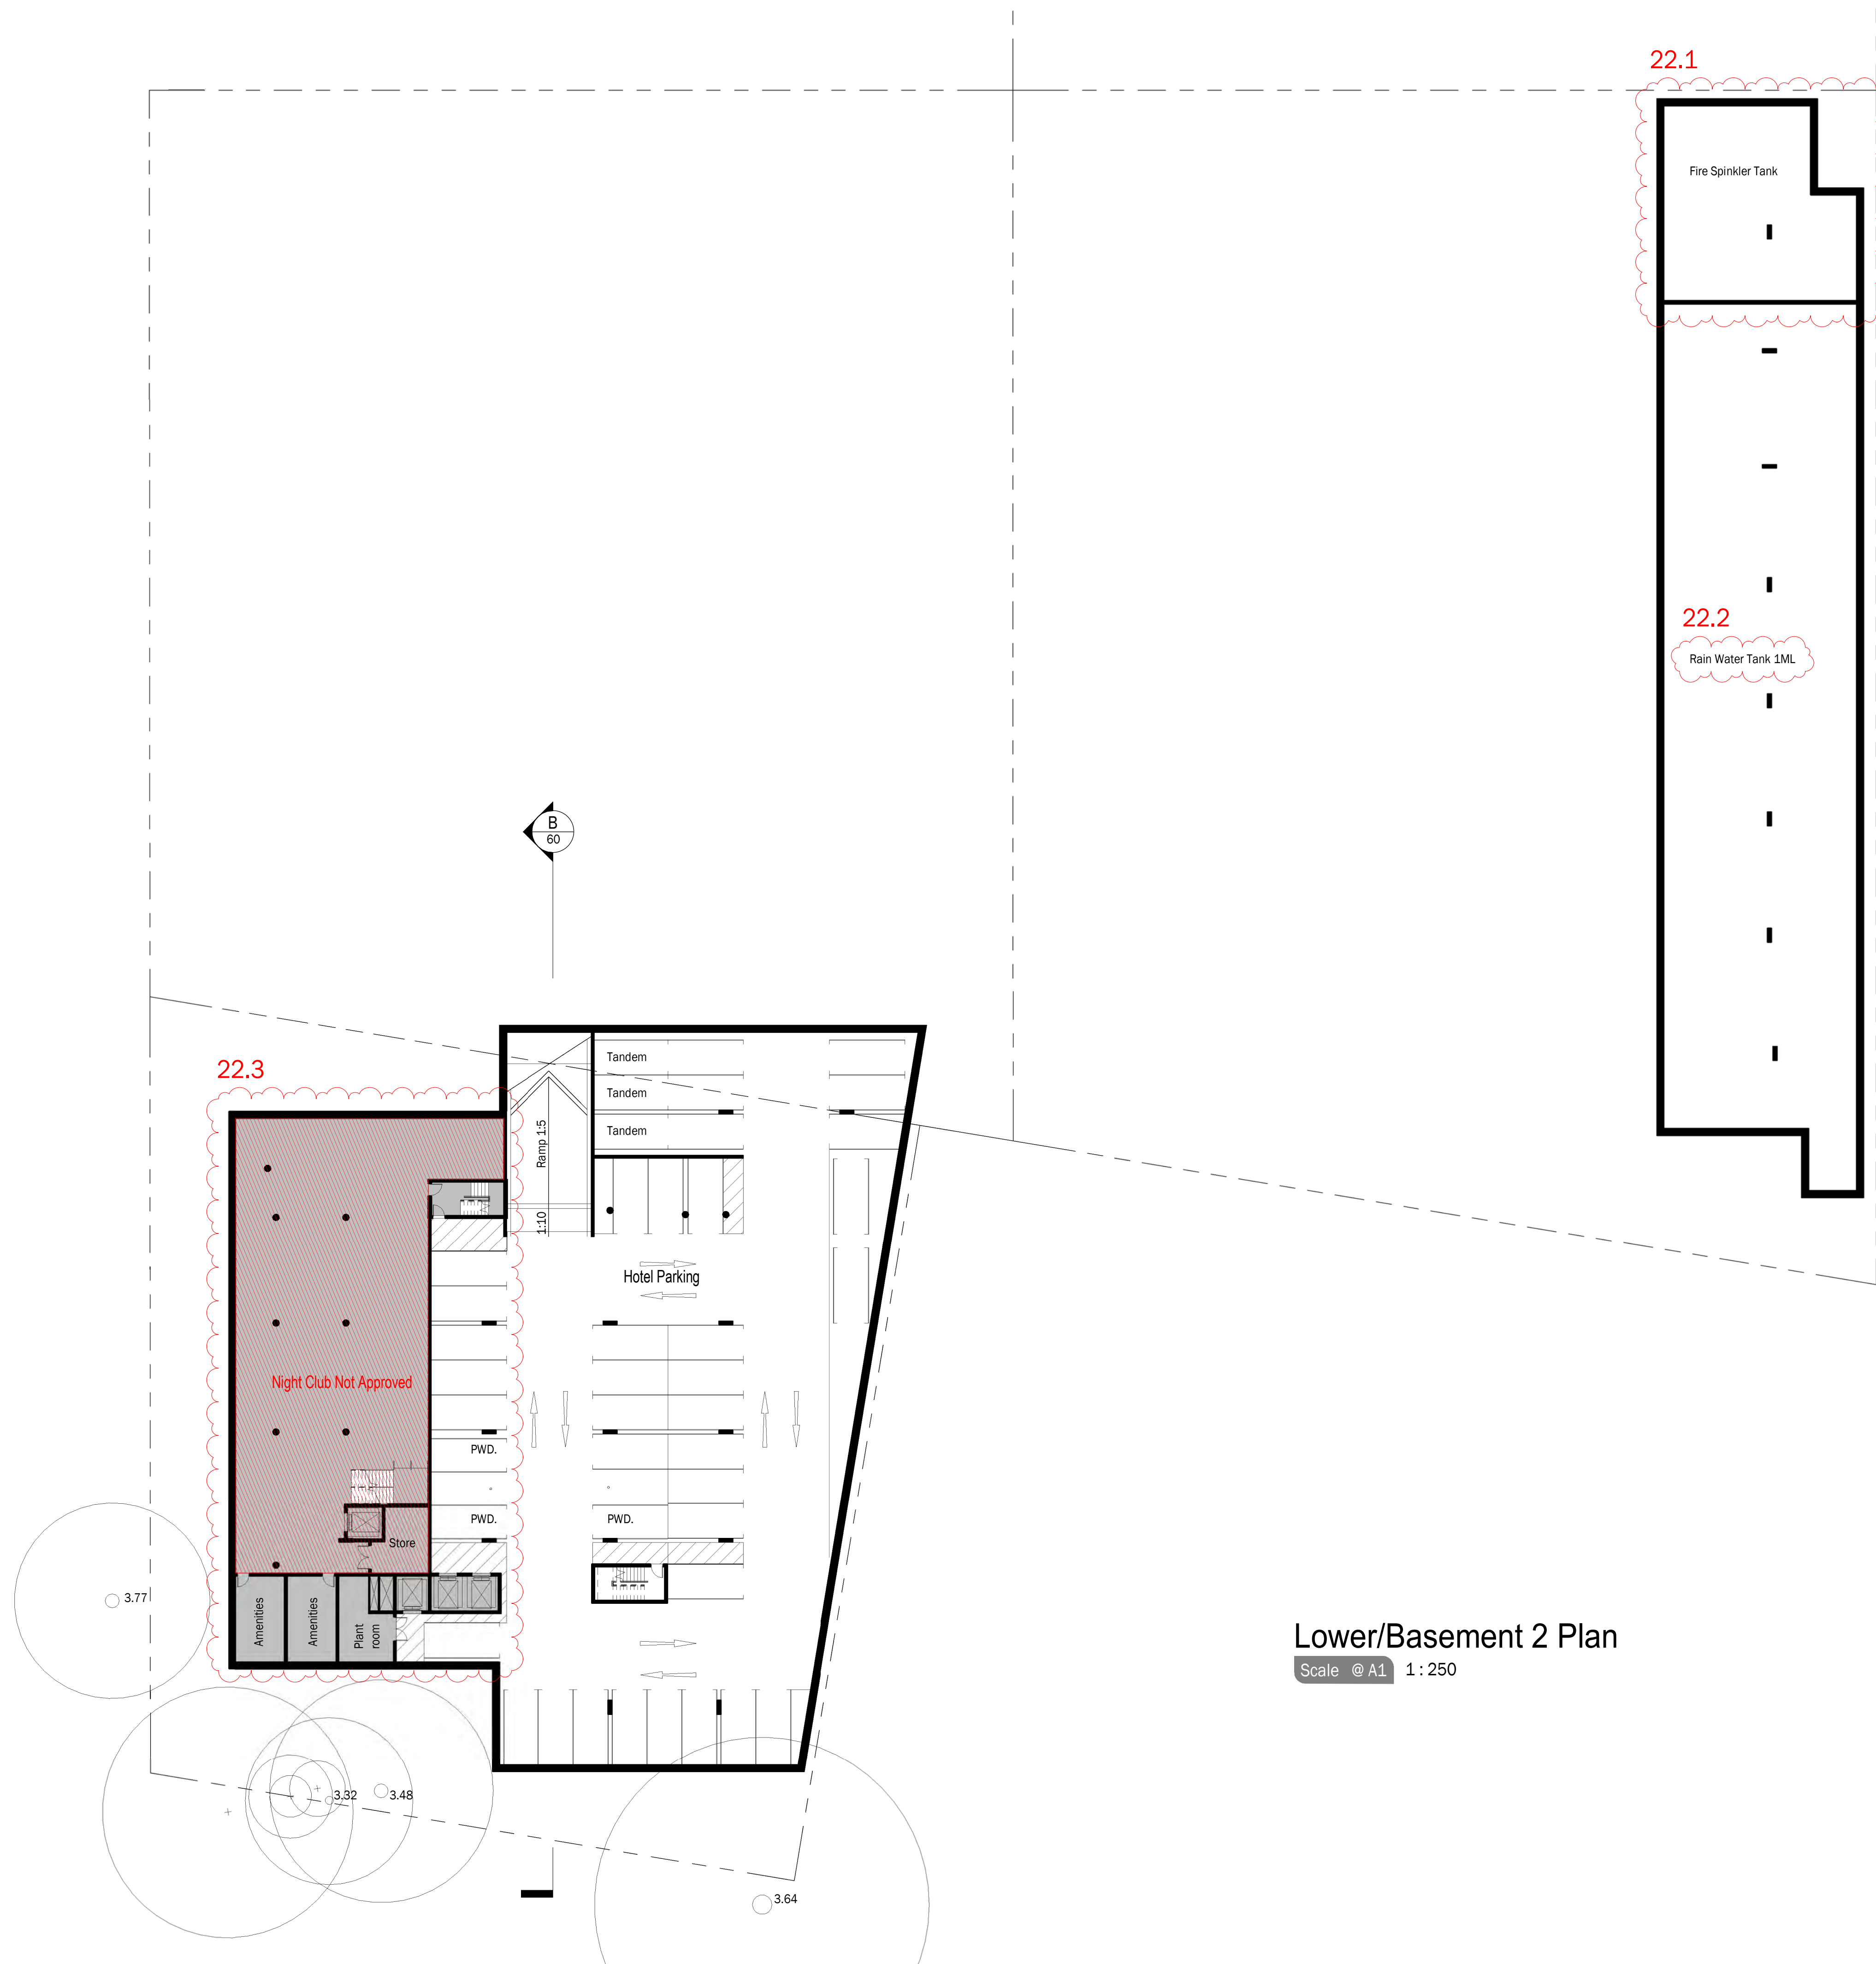 22.1
Fire Spinkler Tank
22.2
Rain Water Tank 1ML
B
60
22.3
Tandem
Tandem
Tandem
Ramp 1:5
1:10
Hotel Parking
Night Club Not Approved
PWD.
PWD.
PWD.
Store
Amenities
Amenities
Plant
room
3.77
3.32
3.48
3.64
Lower/Basement 2 Plan
Scale @ A1 1 : 250